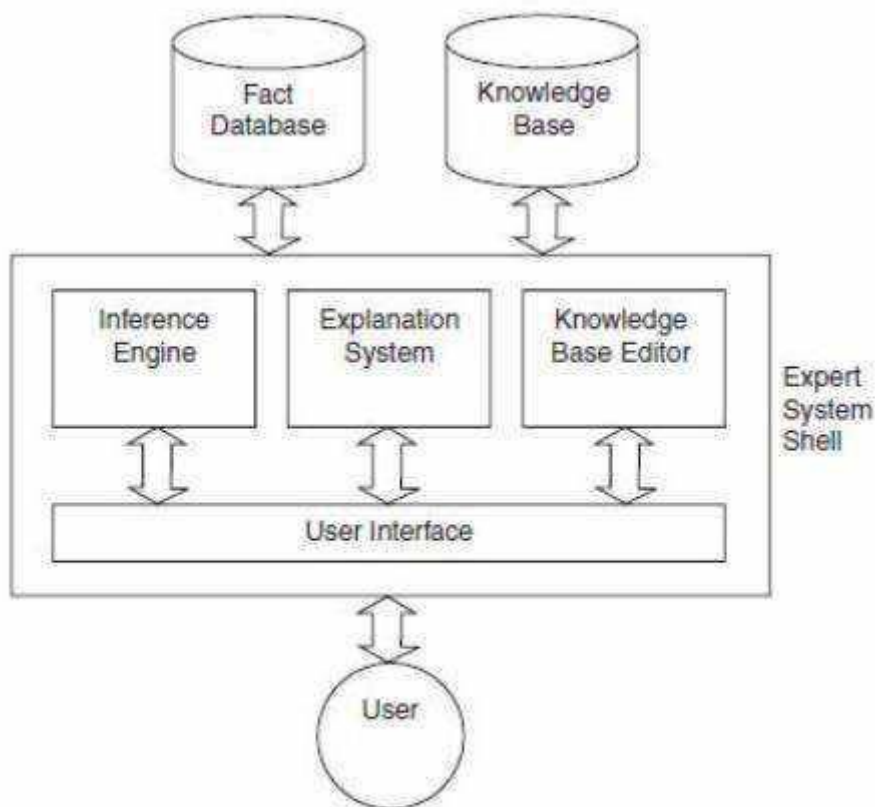 Fact
Database
Knowledge
Base
Inference
Engine
Explanation
System
Knowledge
Base Editor
Expert
System
Shell
User Interface
User